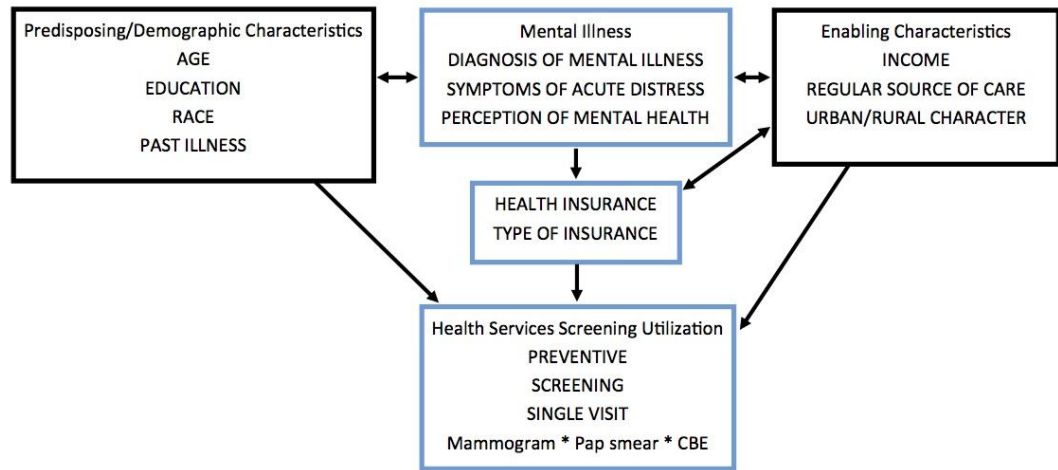 Predisposing/Demographic Characteristics
AGE
EDUCATION
RACE
PAST ILLNESS
Mental Illness
DIAGNOSIS OF MENTAL ILLNESS
SYMPTOMS OF ACUTE DISTRESS
PERCEPTION OF MENTAL HEALTH
Enabling Characteristics
INCOME
REGULAR SOURCE OF CARE
URBAN/RURAL CHARACTER
HEALTH INSURANCE
TYPE OF INSURANCE
Health Services Screening Utilization
PREVENTIVE
SCREENING
SINGLE VISIT
Mammogram * Pap smear * CBE